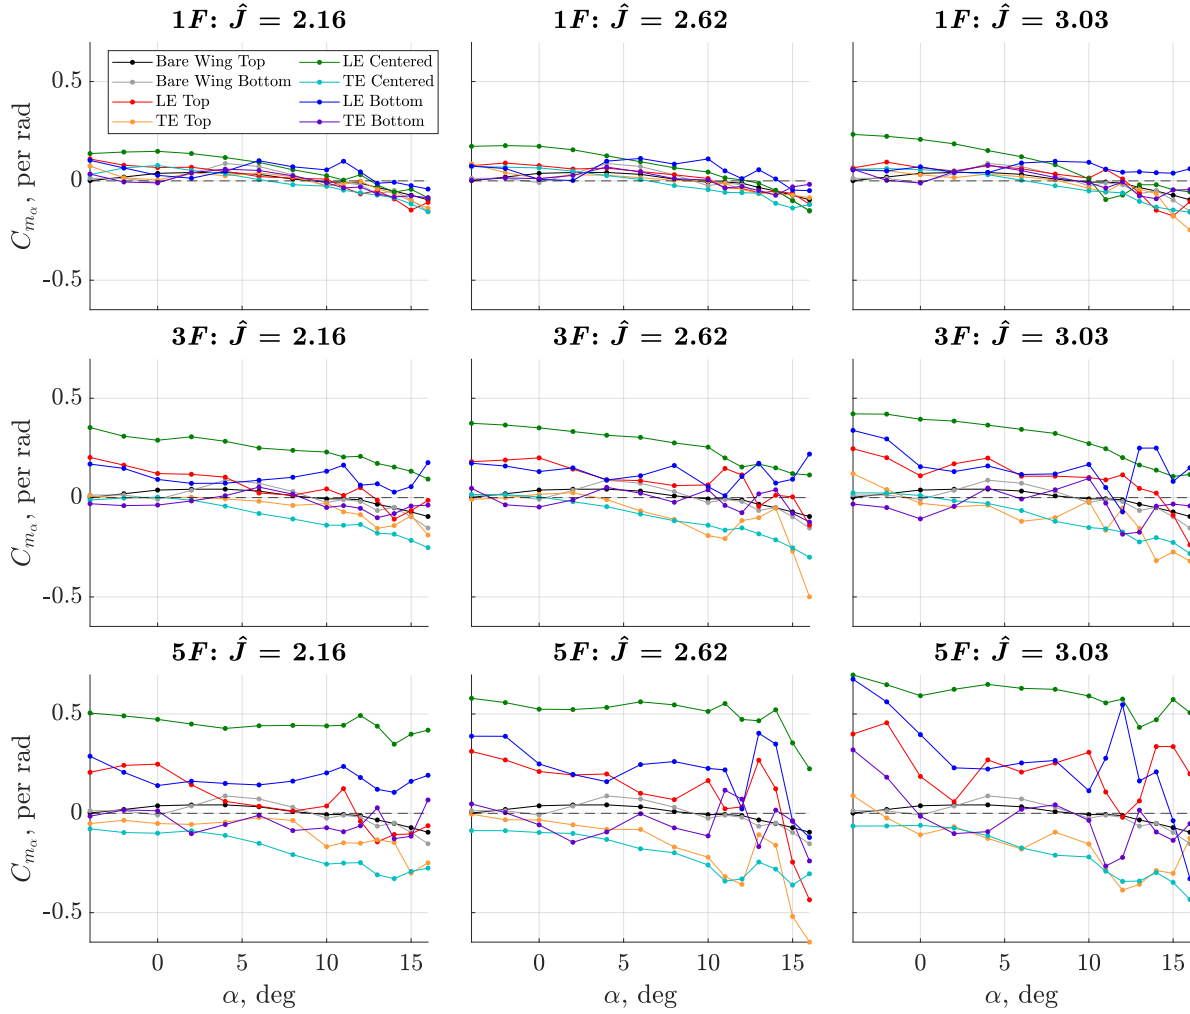 1F: Ĵ = 2.16
1F: Ĵ = 2.62
1F: Ĵ = 3.03
Bare Wing Top
Bare Wing Bottom
LE Top
TE Top
LE Centered
TE Centered
LE Bottom
TE Bottom
C_{m_α}, per rad
0.5
0
-0.5
3F: Ĵ = 2.16
3F: Ĵ = 2.62
3F: Ĵ = 3.03
C_{m_α}, per rad
0.5
0
-0.5
5F: Ĵ = 2.16
5F: Ĵ = 2.62
5F: Ĵ = 3.03
C_{m_α}, per rad
0.5
0
-0.5
0 5 10 15
0 5 10 15
0 5 10 15
α, deg
α, deg
α, deg